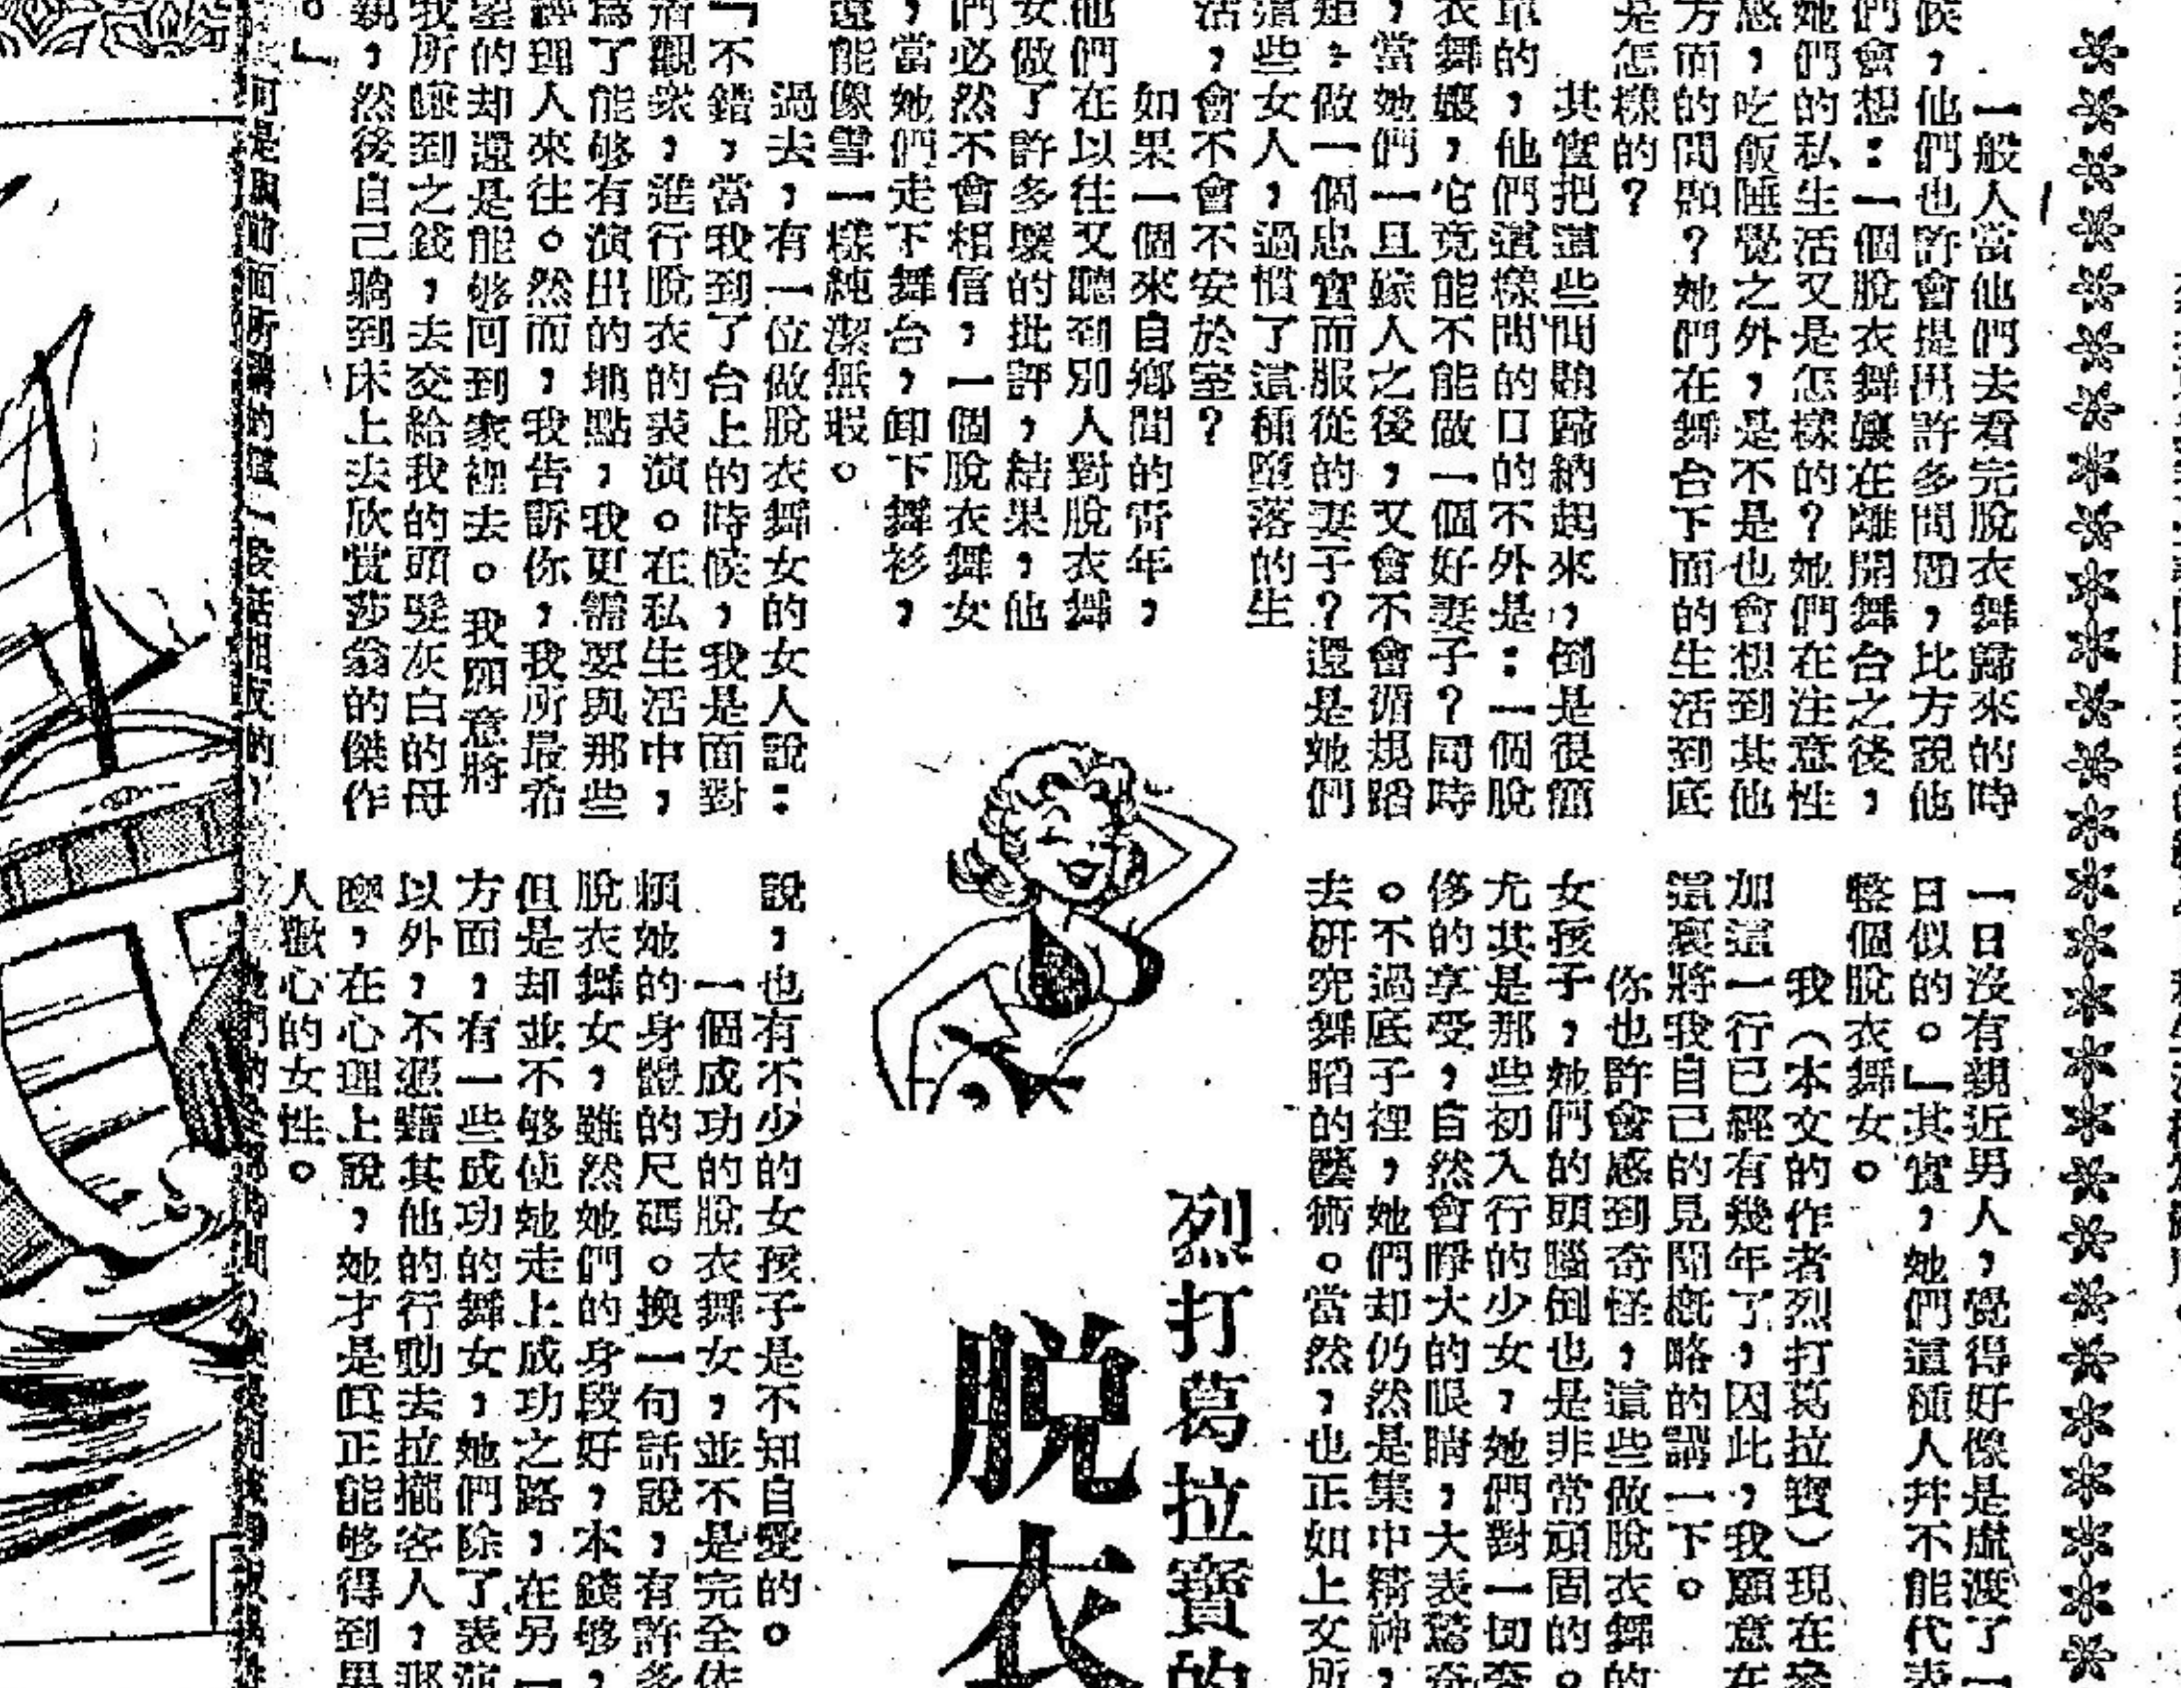 一般人當他們去看完脫衣舞歸來的時
候，他們也許會提出許多問題，比方說他
們會想：一個脫衣舞孃在離開舞台之後，
她們的私生活又是怎樣的？她們在注意性
感，吃飯睡覺之外，是不是也會想到其他
方面的問題？她們在舞台下面的生活到底
是怎樣的？
其實把這些問題歸納起來，倒是很簡
單的，他們這樣問的口的不外是：一個脫
衣舞孃，它竟能不能做一個好妻子？同時
，當她們一旦嫁人之後，又會不會循規蹈
矩：做一個忠實而服從的妻子？還是她們
這些女人，過慣了這種墮落的生
活，會不會不安於室？
如果一個來自鄉間的青年，
他們在以往又聽到別人對脫衣舞
女做了許多壞的批評，結果，他
們必然不會相信，一個脫衣舞女
，當她們走下舞台，卸下舞衫，
還能像雪一樣純潔無瑕。
過去，有一位做脫衣舞女的女人說：
「不錯，當我到了台上的時候，我是面對
着觀衆，進行脫衣的表演。在私生活中，
爲了能够有演出的地點，我更需要與那些
經理人來往。然而，我告訴你，我所最希
望的却還是能够回到家裡去。我願意將
我所賺到之錢，去交給我的頭髮灰白的母
親，然後自己躺到床上去欣賞莎翁的傑作
。」
一日沒有親近男人，覺得好像是虛渡了一
日似的。」其實，她們這種人幷不能代表
整個脫衣舞女。
我（本文的作者烈打葛拉寶）現在參
加這一行已經有幾年了，因此，我願意在
這裏將我自己的見聞槪略的講一下。
你也許會感到奇怪，這些做脫衣舞的
女孩子，她們的頭腦倒也是非常頑固的。
尤其是那些初入行的少女，她們對一切奢
侈的享受，自然會睜大的眼睛，大表驚奇
。不過底子裡，她們却仍然是集中精神，
去研究舞蹈的藝術。當然，也正如上文所
烈打葛拉寶的
脫衣
說，也有不少的女孩子是不知自愛的。
一個成功的脫衣舞女，並不是完全依
賴她的身體的尺碼。換一句話說，有許多
脫衣舞女，雖然她們的身段好，本錢够，
但是却並不够使她走上成功之路，在另一
方面，有一些成功的舞女，她們除了表演
以外，不憑藉其他的行動去拉攏客人，那
麼，在心理上說，她才是眞正能够得到男
人歡心的女性。